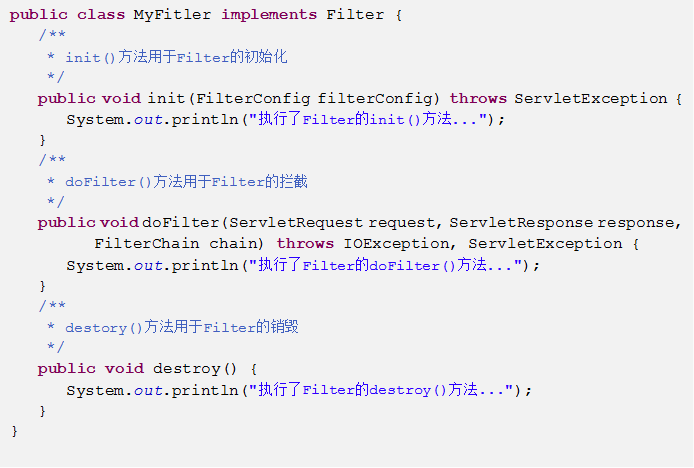 public class MyFitler implements Filter {
/**
* init()方法用于Filter的初始化
*/
public void init(FilterConfig filterConfig) throws ServletException {
System.out.println("执行了Filter的init()方法...");
}
/**
* doFilter()方法用于Filter的拦截
*/
public void doFilter(ServletRequest request, ServletResponse response,
FilterChain chain) throws IOException, ServletException {
System.out.println("执行了Filter的doFilter()方法...");
}
/**
* destory()方法用于Filter的销毁
*/
public void destroy() {
System.out.println("执行了Filter的destroy()方法...");
}
}